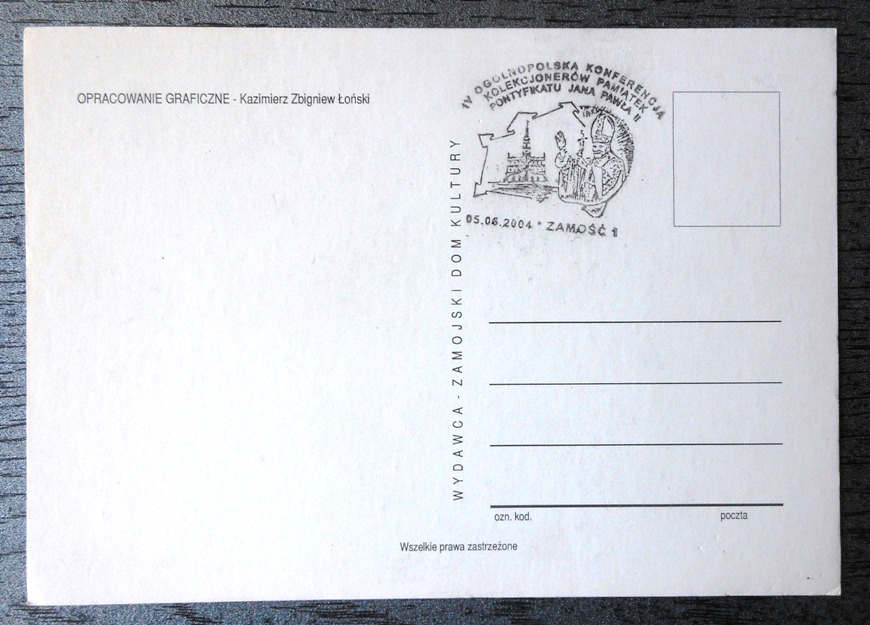 OPRACOWANIE GRAFICZNE - Kazimierz Zbigniew Łoński
IV OGÓLNOPOLSKA KONFERENCJA
KOLEKCJONERÓW PAMIĄTEK
PONTYFIKATU JANA PAWŁA II
05.06.2004 * ZAMOŚĆ 1
WYDAWCA - ZAMOJSKI DOM KULTURY
ozn. kod.
poczta
Wszelkie prawa zastrzeżone